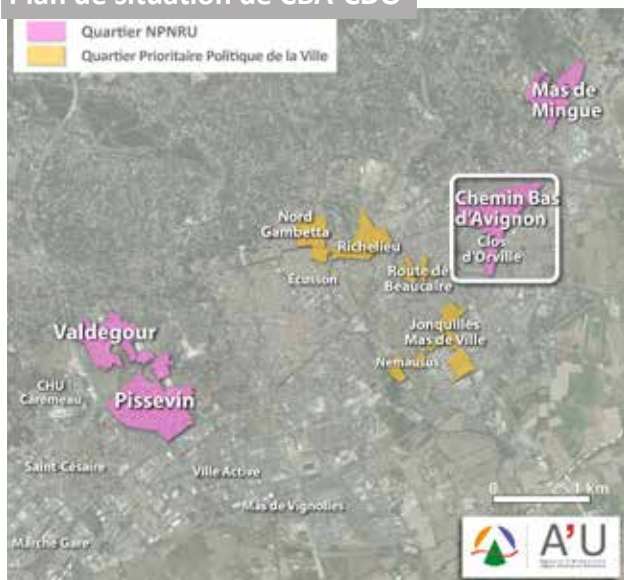 Plan de situation de CBA-CDO
Quartier NPNRU
Quartier Prioritaire Politique de la Ville
Mas de
Mingue
Chemin Bas
d'Avignon
Clos
d'Orville
Nord
Gambetta
Richelieu
Écusson
Route de
Beaucaire
Jonquilles
Mas de Ville
Nemausus
Valdegour
CHU
Carémeau
Pissevin
Saint-Césaire
Ville Active
Mas de Vignolles
Marché Gare
0 1 km
A'U